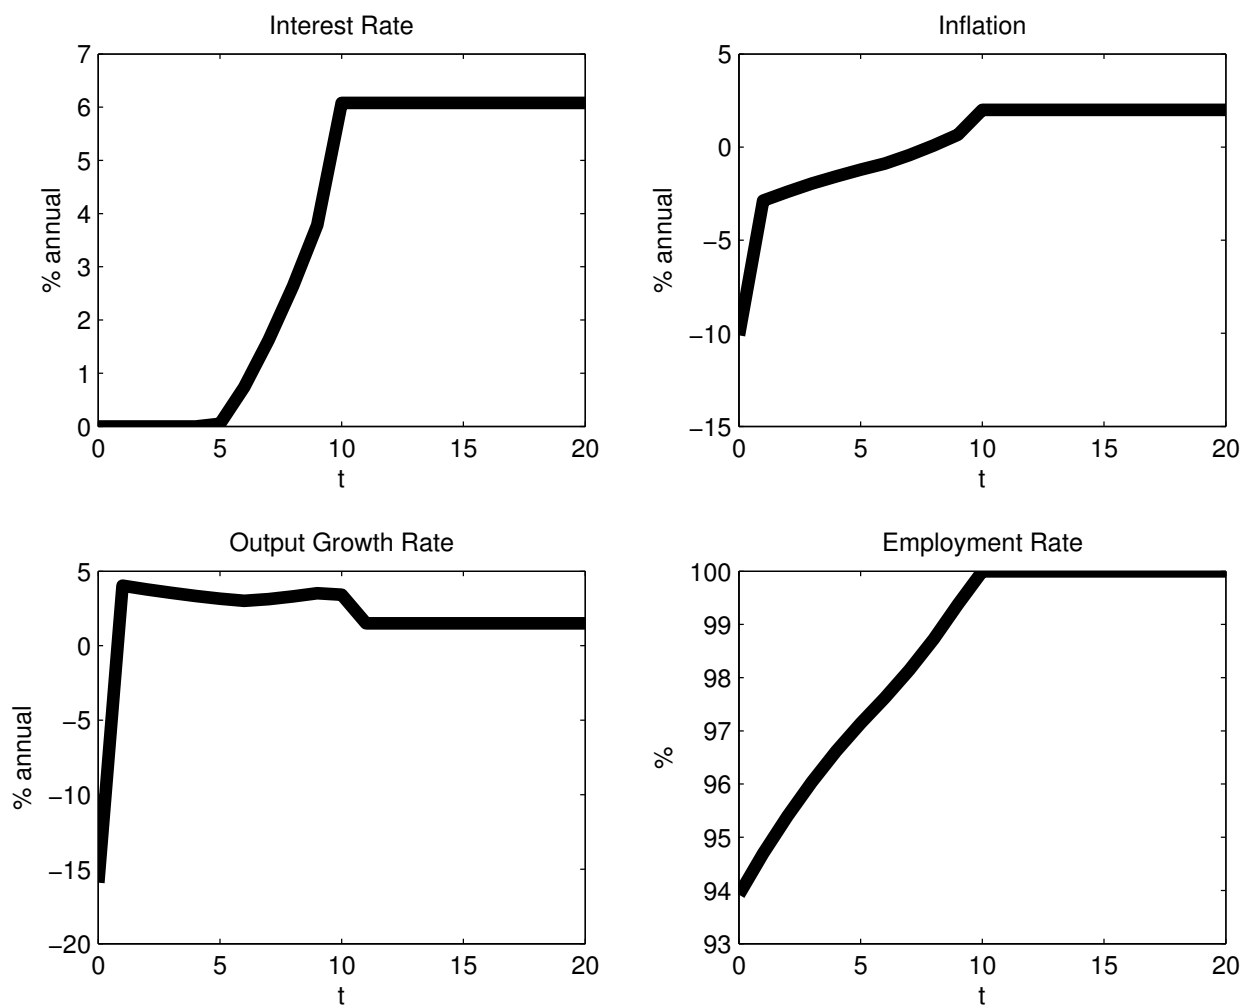 Interest Rate
7
6
5
4
3
2
1
0
% annual
0 5 10 15 20
t
Inflation
5
0
−5
−10
−15
% annual
0 5 10 15 20
t
Output Growth Rate
5
0
−5
−10
−15
−20
% annual
0 5 10 15 20
t
Employment Rate
100
99
98
97
96
95
94
93
%
0 5 10 15 20
t